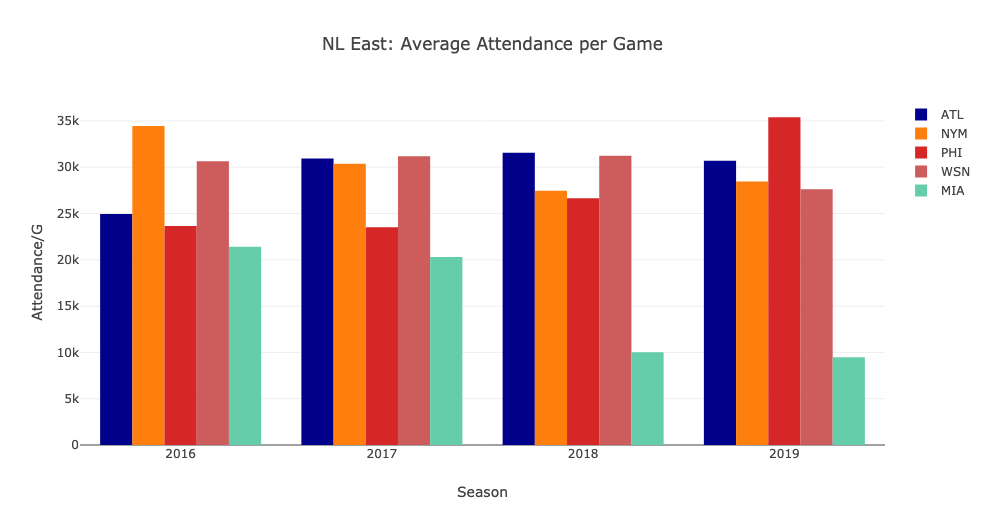 NL East: Average Attendance per Game
ATL
NYM
PHI
WSN
MIA
Attendance/G
35k
30k
25k
20k
15k
10k
5k
0
2016
2017
2018
2019
Season